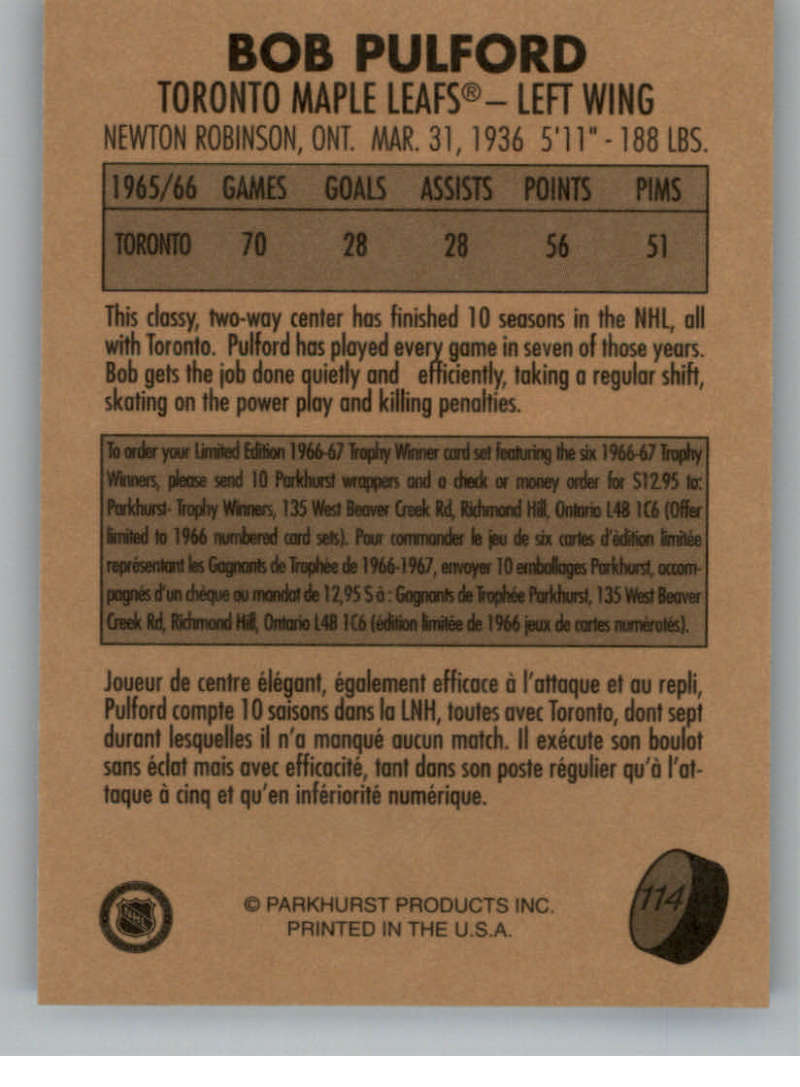 BOB PULFORD
TORONTO MAPLE LEAFS® – LEFT WING
NEWTON ROBINSON, ONT. MAR. 31, 1936 5'11" - 188 LBS.
1965/66 GAMES GOALS ASSISTS POINTS PIMS
TORONTO 70 28 28 56 51
This classy, two-way center has finished 10 seasons in the NHL, all
with Toronto. Pulford has played every game in seven of those years.
Bob gets the job done quietly and efficiently, taking a regular shift,
skating on the power play and killing penalties.
To order your Limited Edition 1966-67 Trophy Winner card set featuring the six 1966-67 Trophy
Winners, please send 10 Parkhurst wrappers and a check or money order for $12.95 to:
Parkhurst- Trophy Winners, 135 West Beaver Creek Rd, Richmond Hill, Ontario L4B 1C6 (Offer
limited to 1966 numbered card sets). Pour commander le jeu de six cartes d'édition limitée
représentant les Gagnants de Trophée de 1966-1967, envoyer 10 emballages Parkhurst, accom-
pagnés d'un chèque ou mandat de 12,95 $ à : Gagnants de Trophée Parkhurst, 135 West Beaver
Creek Rd, Richmond Hill, Ontario L4B 1C6 (édition limitée de 1966 jeux de cartes numérotés).
Joueur de centre élégant, également efficace à l'attaque et au repli,
Pulford compte 10 saisons dans la LNH, toutes avec Toronto, dont sept
durant lesquelles il n'a manqué aucun match. Il exécute son boulot
sans éclat mais avec efficacité, tant dans son poste régulier qu'à l'at-
taque à cinq et qu'en infériorité numérique.
NHL
© PARKHURST PRODUCTS INC.
PRINTED IN THE U.S.A.
114